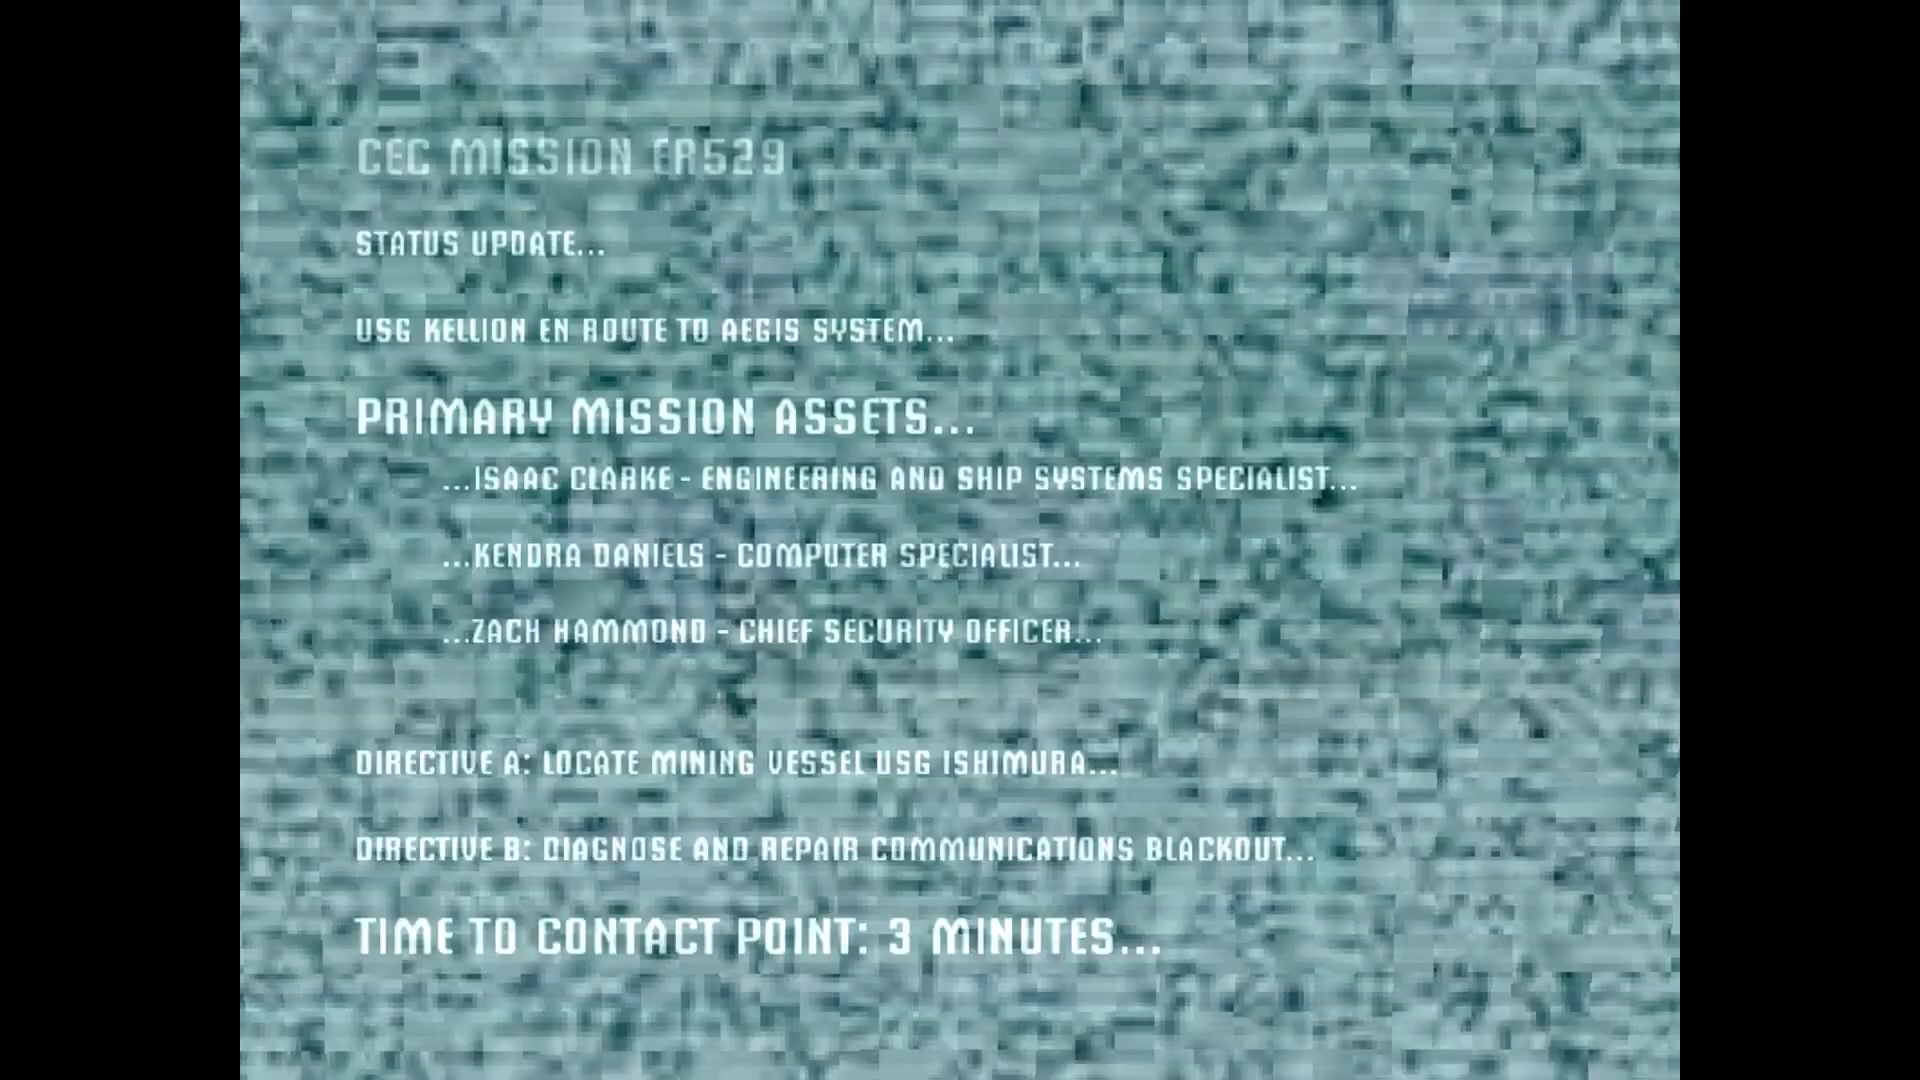 CEC MISSION ER529
STATUS UPDATE...
USG KELLION EN ROUTE TO AEGIS SYSTEM...
PRIMARY MISSION ASSETS...
...ISAAC CLARKE - ENGINEERING AND SHIP SYSTEMS SPECIALIST...
...KENDRA DANIELS - COMPUTER SPECIALIST...
...ZACH HAMMOND - CHIEF SECURITY OFFICER...
DIRECTIVE A: LOCATE MINING VESSEL USG ISHIMURA...
DIRECTIVE B: DIAGNOSE AND REPAIR COMMUNICATIONS BLACKOUT...
TIME TO CONTACT POINT: 3 MINUTES...